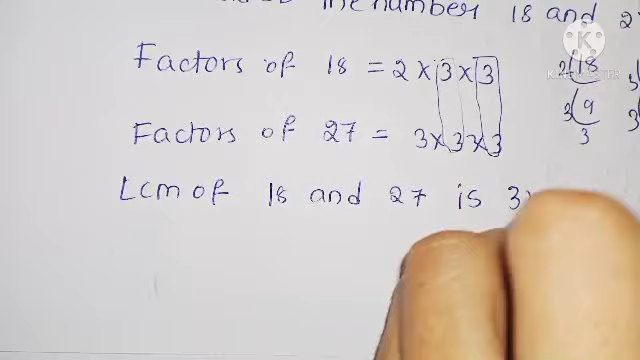 the number 18 and 2
Factors of 18 = 2 × 3 × 3
2 18
3 9
3
Factors of 27 = 3 × 3 × 3
LCM of 18 and 27 is 3×